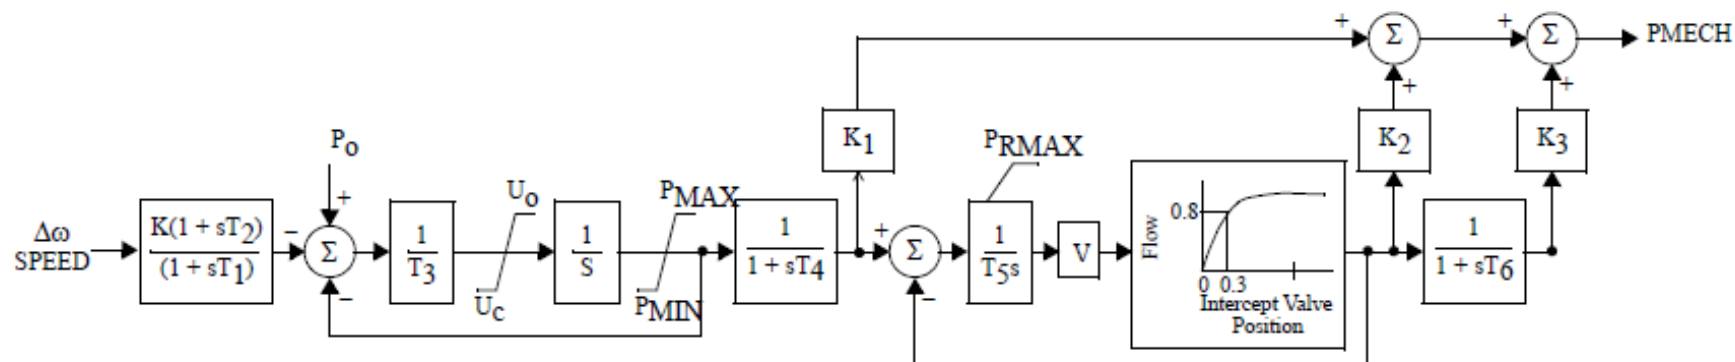 Δω
SPEED
K(1 + sT2)
(1 + sT1)
Po
+
−
Σ
−
1
T3
Uo
Uc
1
S
PMAX
PMIN
1
1 + sT4
K1
+
Σ
−
PRMAX
1
T5s
V
Flow
0.8
0
0.3
Intercept Valve
Position
K2
+
+
Σ
1
1 + sT6
K3
+
+
Σ
PMECH